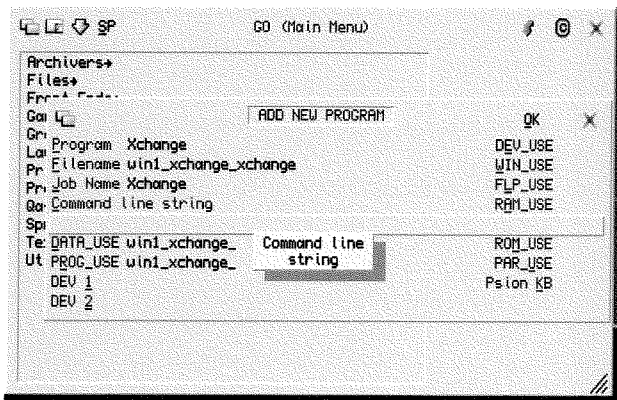 SP GO (Main Menu)
Archivers
Files
ADD NEW PROGRAM OK
Program Xchange DEV_USE
Filename win1_xchange_xchange WIN_USE
Job Name Xchange FLP_USE
Command line string RAM_USE
DATA_USE win1_xchange_ ROM_USE
Command line string
PROG_USE win1_xchange_ PAR_USE
DEV 1 Psion KB
DEV 2